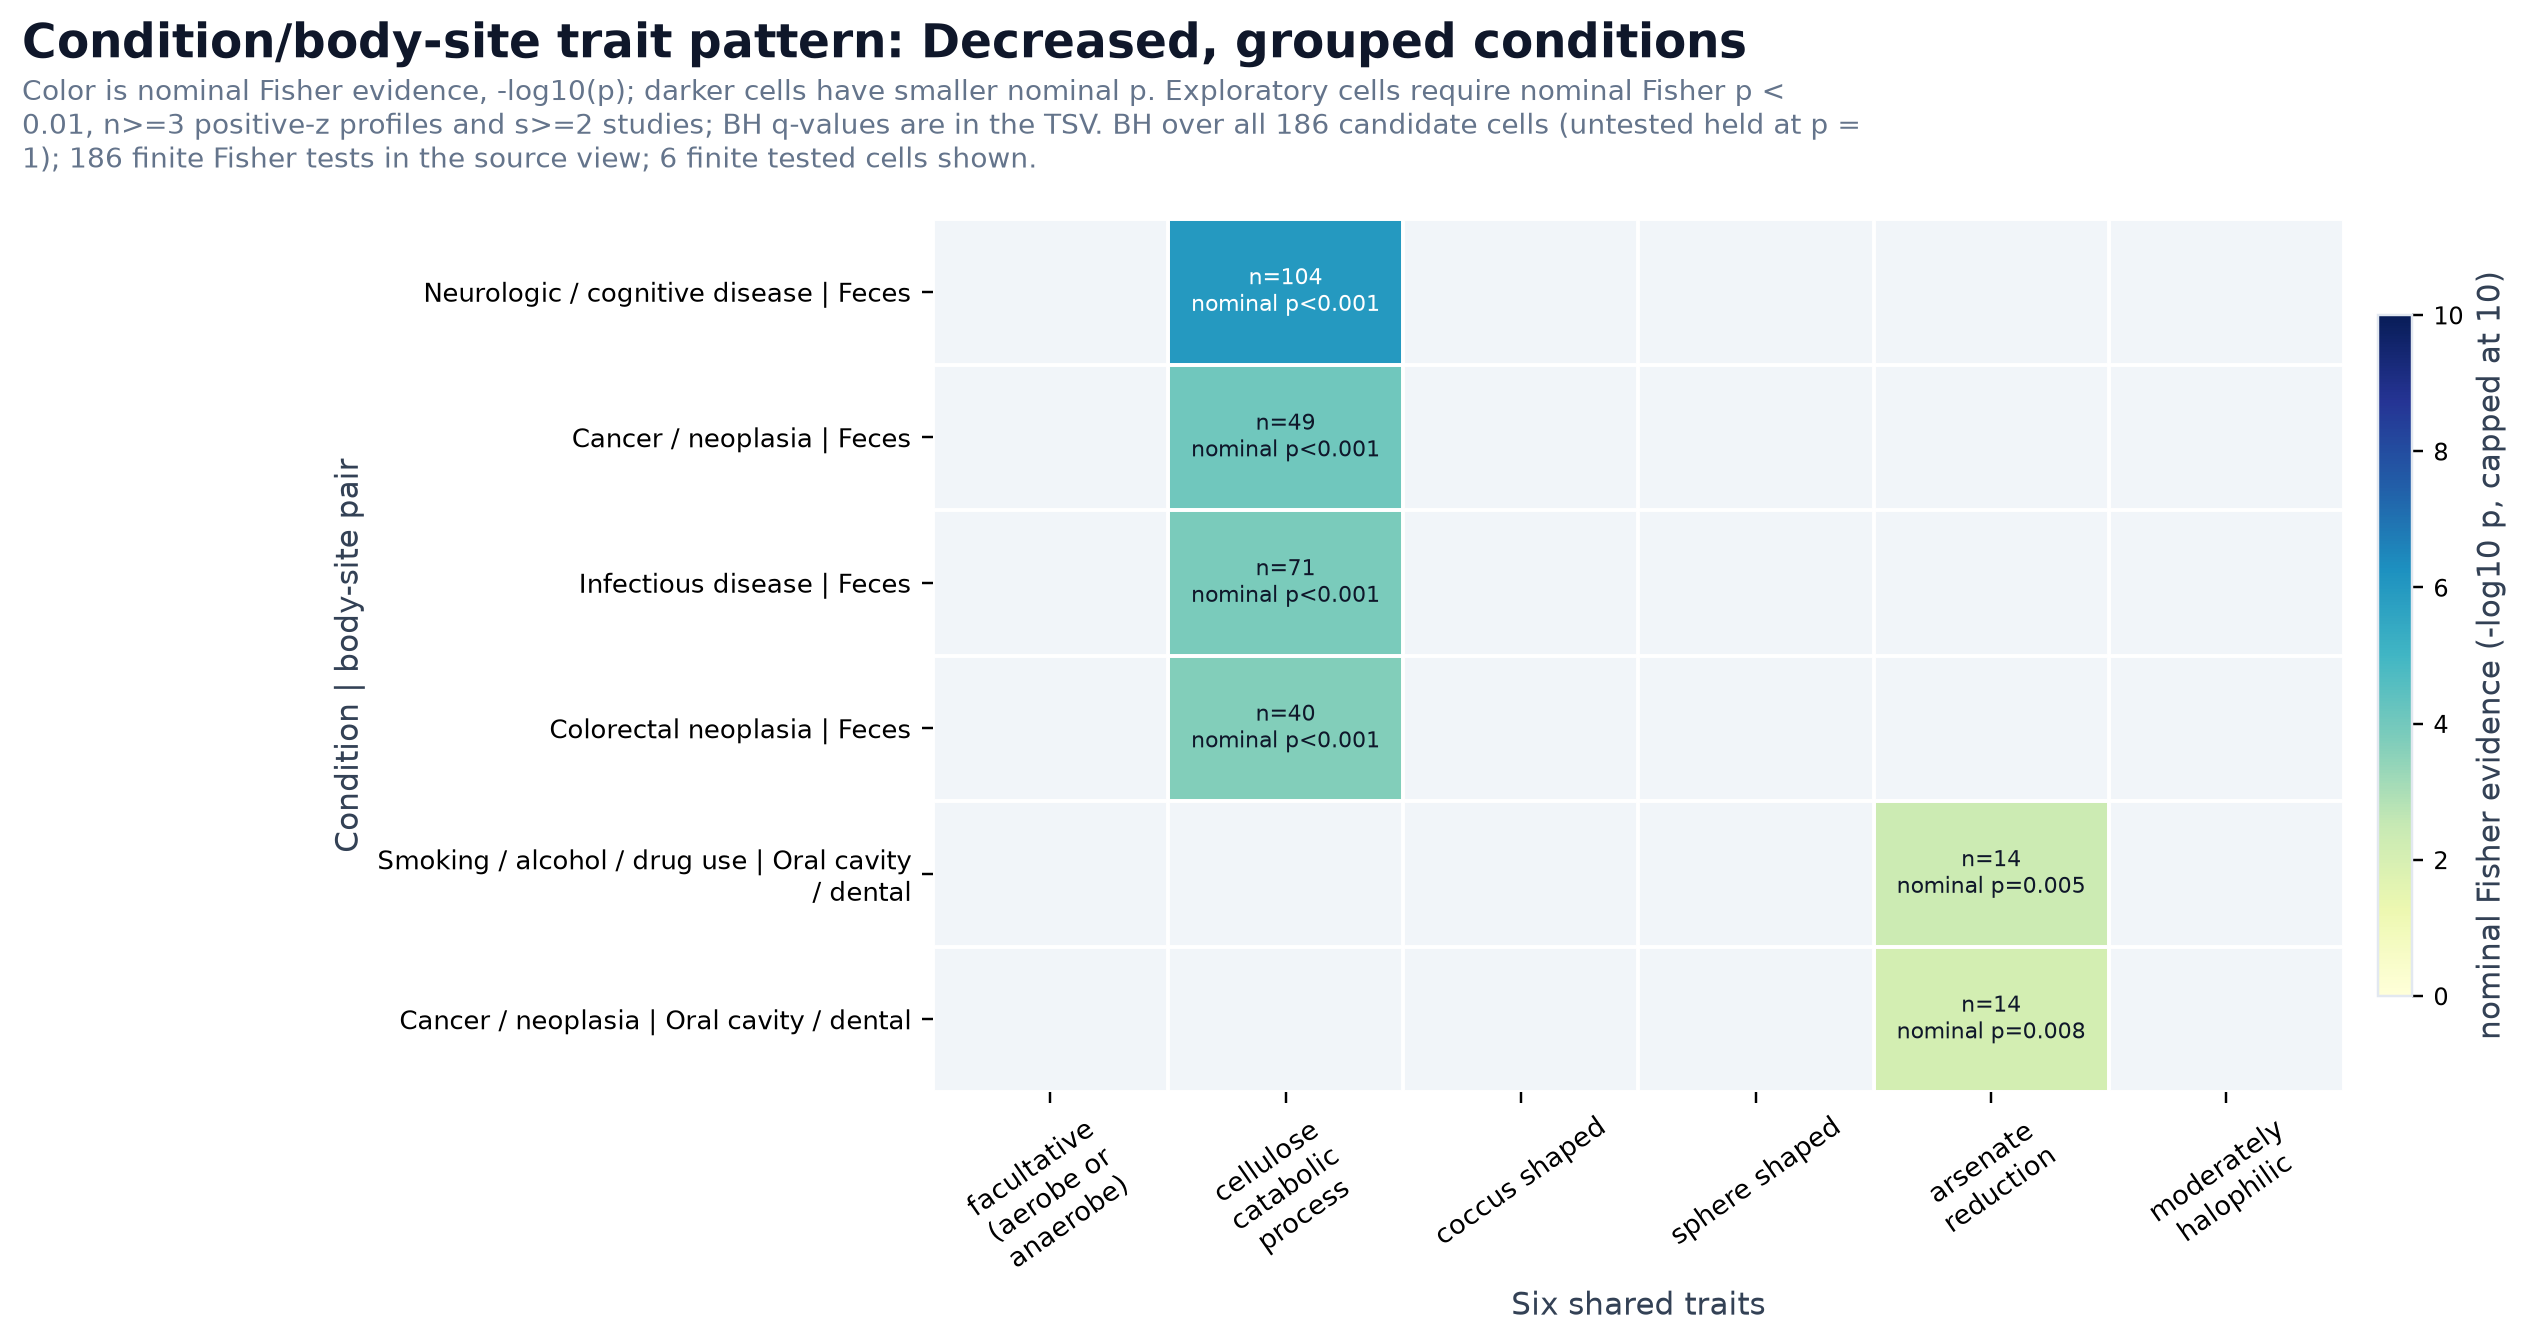 Condition/body-site trait pattern: Decreased, grouped conditions
Color is nominal Fisher evidence, -log10(p); darker cells have smaller nominal p. Exploratory cells require nominal Fisher p <
0.01, n>=3 positive-z profiles and s>=2 studies; BH q-values are in the TSV. BH over all 186 candidate cells (untested held at p =
1); 186 finite Fisher tests in the source view; 6 finite tested cells shown.
Condition | body-site pair
Neurologic / cognitive disease | Feces
n=104
nominal p<0.001
Cancer / neoplasia | Feces
n=49
nominal p<0.001
Infectious disease | Feces
n=71
nominal p<0.001
Colorectal neoplasia | Feces
n=40
nominal p<0.001
Smoking / alcohol / drug use | Oral cavity
/ dental
n=14
nominal p=0.005
Cancer / neoplasia | Oral cavity / dental
n=14
nominal p=0.008
facultative
(aerobe or
anaerobe)
cellulose
catabolic
process
coccus shaped
sphere shaped
arsenate
reduction
moderately
halophilic
Six shared traits
10
8
6
4
2
0
nominal Fisher evidence (-log10 p, capped at 10)